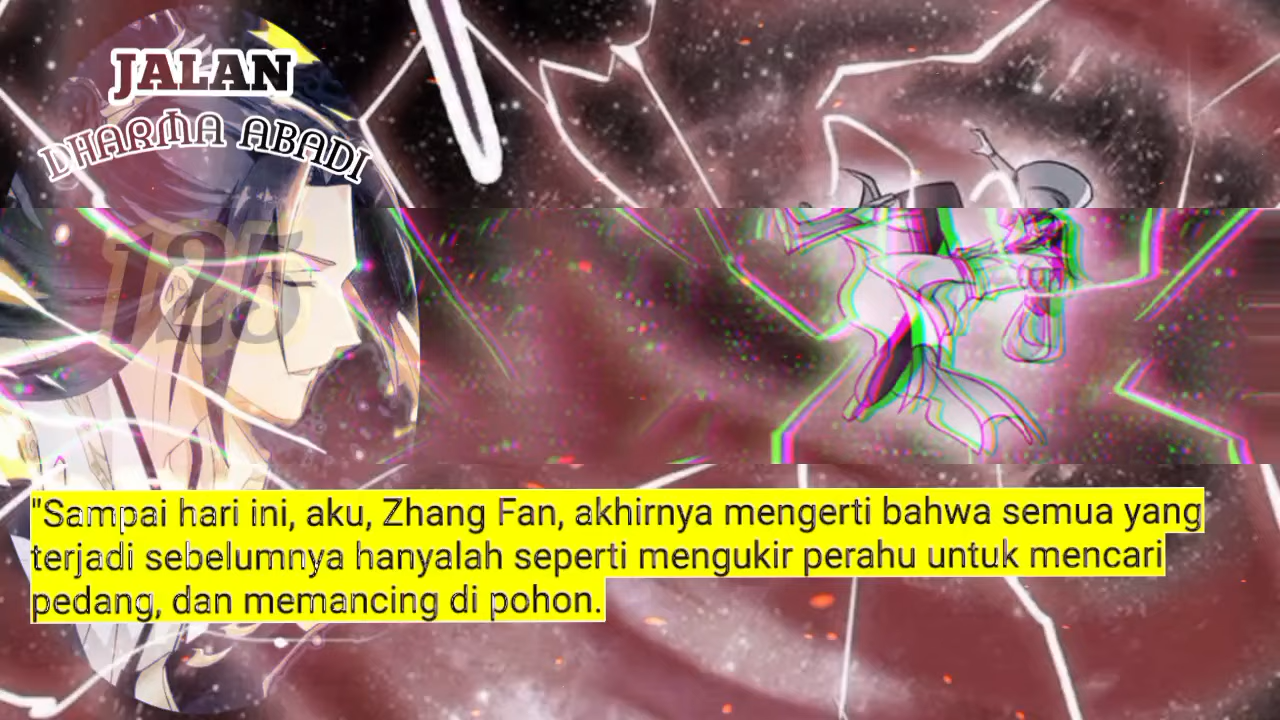 JALAN
DHARMA ABADI
125
"Sampai hari ini, aku, Zhang Fan, akhirnya mengerti bahwa semua yang
terjadi sebelumnya hanyalah seperti mengukir perahu untuk mencari
pedang, dan memancing di pohon.